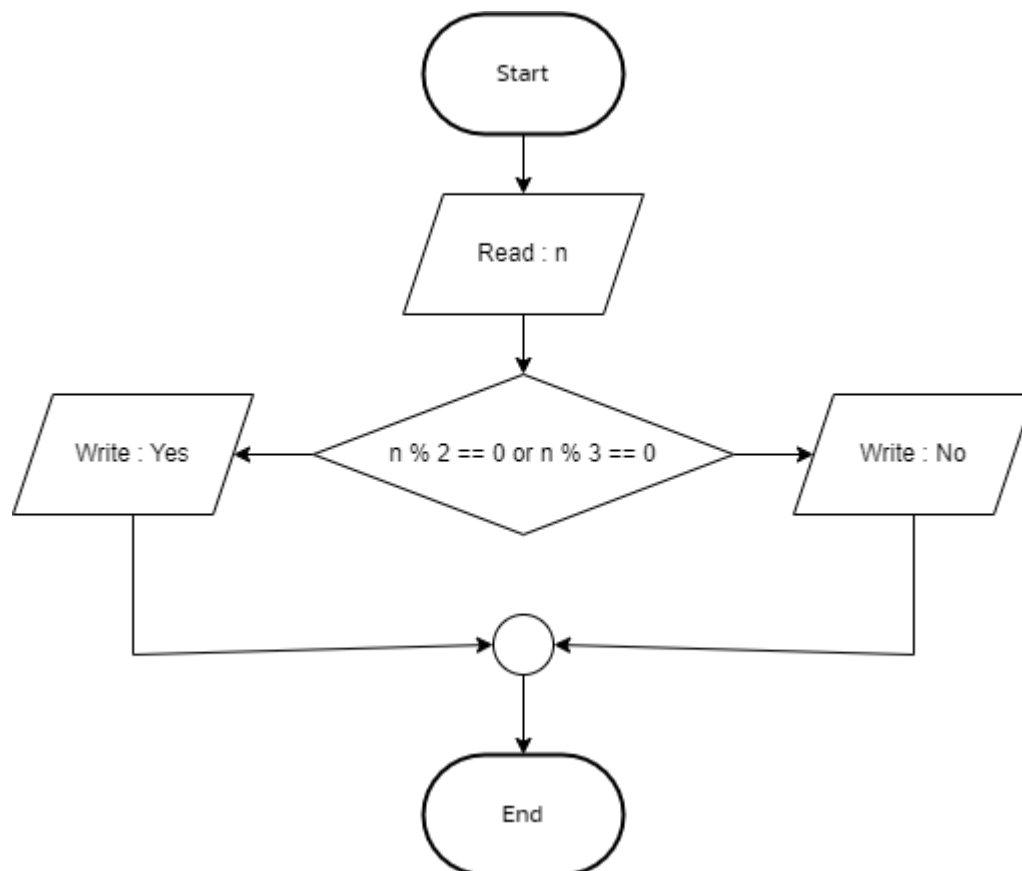 Start
Read : n
Write : Yes
n % 2 == 0 or n % 3 == 0
Write : No
End